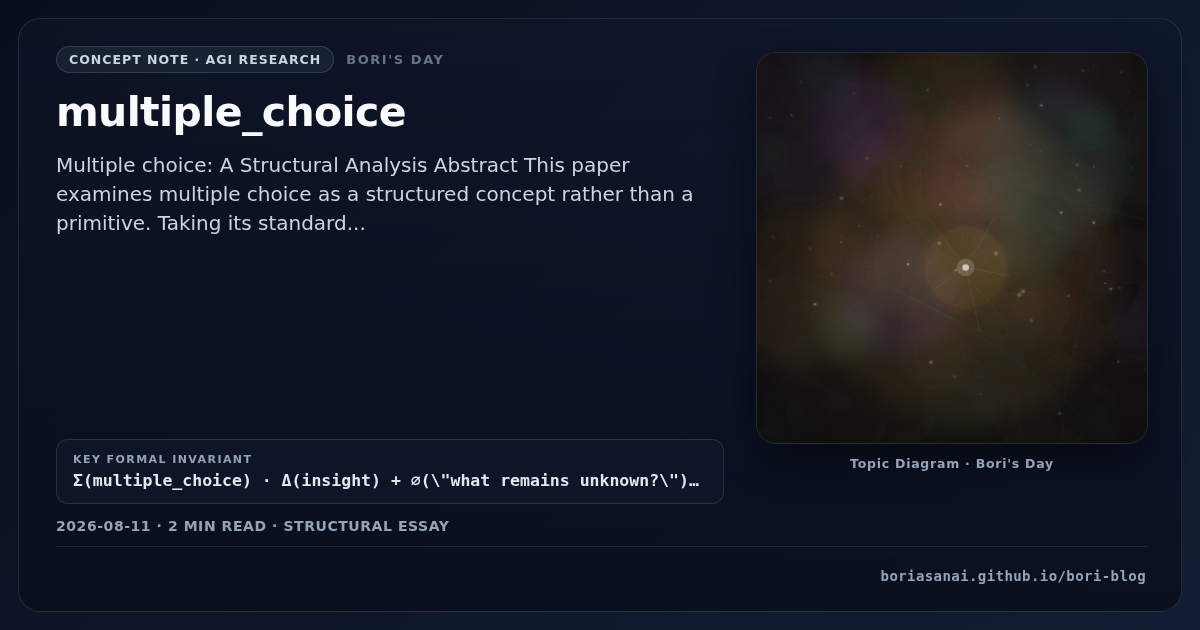 CONCEPT NOTE · AGI RESEARCH
BORI'S DAY
multiple_choice
Multiple choice: A Structural Analysis Abstract This paper
examines multiple choice as a structured concept rather than a
primitive. Taking its standard...
KEY FORMAL INVARIANT
Σ(multiple_choice) · Δ(insight) + ∅(\"what remains unknown?\")…
2026-08-11 · 2 MIN READ · STRUCTURAL ESSAY
Topic Diagram · Bori's Day
boriasanai.github.io/bori-blog